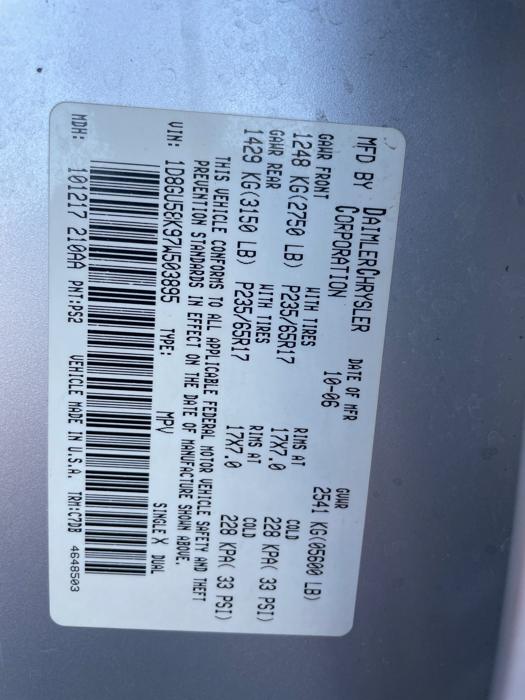 MFD BY DAIMLERCHRYSLER CORPORATION DATE OF MFR 10-06 GVWR 2541 KG(05600 LB)
GAWR FRONT WITH TIRES RIMS AT COLD
1248 KG(2750 LB) P235/65R17 17X7.0 228 KPA( 33 PSI)
GAWR REAR WITH TIRES RIMS AT COLD
1429 KG(3150 LB) P235/65R17 17X7.0 228 KPA( 33 PSI)
THIS VEHICLE CONFORMS TO ALL APPLICABLE FEDERAL MOTOR VEHICLE SAFETY AND THEFT
PREVENTION STANDARDS IN EFFECT ON THE DATE OF MANUFACTURE SHOWN ABOVE.
VIN: 1D8GU58K97W503895 TYPE: MPV SINGLE X DUAL
MDH: 101217 210AA PNT:PS2 VEHICLE MADE IN U.S.A. TRM:C7DB 4648503